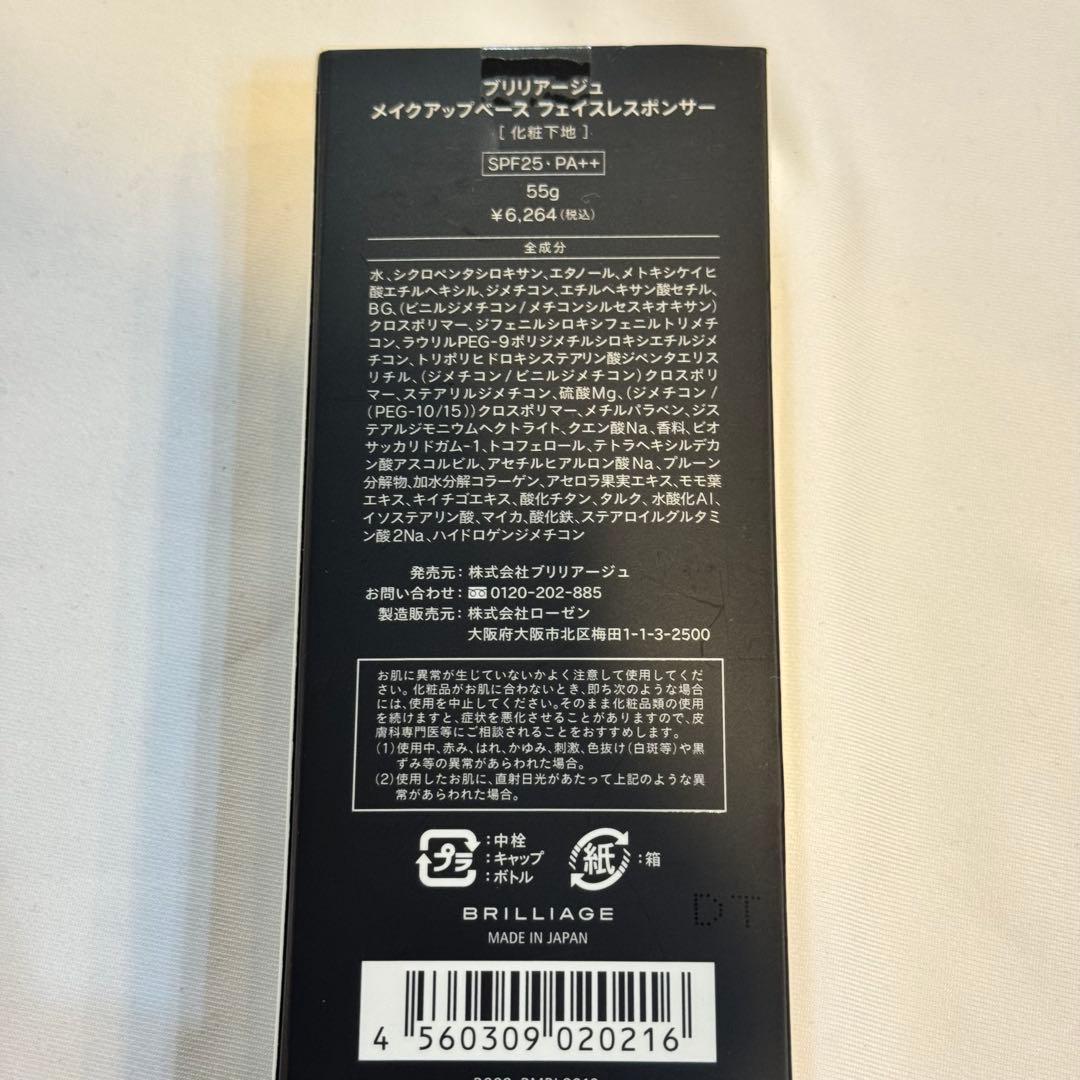 ブリリアージュ
メイクアップベース フェイスレスポンサー
[ 化粧下地 ]
SPF25・PA++
55g
¥6,264(税込)
全成分
水、シクロペンタシロキサン、エタノール、メトキシケイヒ
酸エチルヘキシル、ジメチコン、エチルヘキサン酸セチル、
BG、(ビニルジメチコン/メチコンシルセスキオキサン)
クロスポリマー、ジフェニルシロキシフェニルトリメチ
コン、ラウリルPEG-9ポリジメチルシロキシエチルジメ
チコン、トリポリヒドロキシステアリン酸ジペンタエリス
リチル、(ジメチコン/ビニルジメチコン)クロスポリ
マー、ステアリルジメチコン、硫酸Mg、(ジメチコン/
(PEG-10/15))クロスポリマー、メチルパラベン、ジス
テアルジモニウムヘクトライト、クエン酸Na、香料、ビオ
サッカリドガム-1、トコフェロール、テトラヘキシルデカ
ン酸アスコルビル、アセチルヒアルロン酸Na、プルーン
分解物、加水分解コラーゲン、アセロラ果実エキス、モモ葉
エキス、キイチゴエキス、酸化チタン、タルク、水酸化Al、
イソステアリン酸、マイカ、酸化鉄、ステアロイルグルタミ
ン酸2Na、ハイドロゲンジメチコン
発売元:株式会社ブリリアージュ
お問い合わせ:0120-202-885
製造販売元:株式会社ローゼン
大阪府大阪市北区梅田1-1-3-2500
お肌に異常が生じていないかよく注意して使用してくだ
さい。化粧品がお肌に合わないとき、即ち次のような場合
には、使用を中止してください。そのまま化粧品類の使用
を続けますと、症状を悪化させることがありますので、皮
膚科専門医等にご相談されることをおすすめします。
(1)使用中、赤み、はれ、かゆみ、刺激、色抜け(白斑等)や黒
ずみ等の異常があらわれた場合。
(2)使用したお肌に、直射日光があたって上記のような異
常があらわれた場合。
プラ :中栓
:キャップ
:ボトル
紙 :箱
DT
BRILLIAGE
MADE IN JAPAN
4 560309 020216